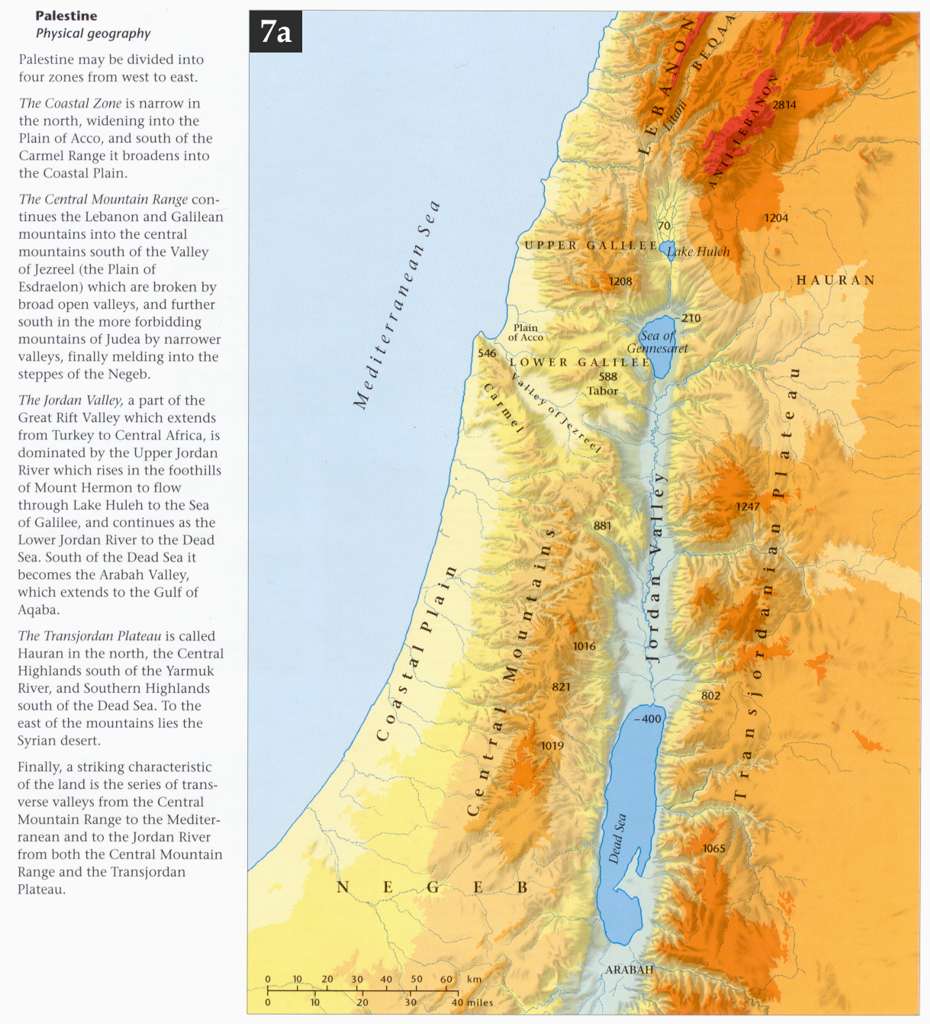 Palestine
Physical geography
Palestine may be divided into
four zones from west to east.
The Coastal Zone is narrow in
the north, widening into the
Plain of Acco, and south of the
Carmel Range it broadens into
the Coastal Plain.
The Central Mountain Range con-
tinues the Lebanon and Galilean
mountains into the central
mountains south of the Valley
of Jezreel (the Plain of
Esdraelon) which are broken by
broad open valleys, and further
south in the more forbidding
mountains of Judea by narrower
valleys, finally melding into the
steppes of the Negeb.
The Jordan Valley, a part of the
Great Rift Valley which extends
from Turkey to Central Africa, is
dominated by the Upper Jordan
River which rises in the foothills
of Mount Hermon to flow
through Lake Huleh to the Sea
of Galilee, and continues as the
Lower Jordan River to the Dead
Sea. South of the Dead Sea it
becomes the Arabah Valley,
which extends to the Gulf of
Aqaba.
The Transjordan Plateau is called
Hauran in the north, the Central
Highlands south of the Yarmuk
River, and Southern Highlands
south of the Dead Sea. To the
east of the mountains lies the
Syrian desert.
Finally, a striking characteristic
of the land is the series of trans-
verse valleys from the Central
Mountain Range to the Mediter-
ranean and to the Jordan River
from both the Central Mountain
Range and the Transjordan
Plateau.
7a
LEBANON
BEQAA
Litani
ANTI LEBANON
2814
1204
70
UPPER GALILEE
Lake Huleh
HAURAN
1208
Mediterranean Sea
-210
Plain
of Acco
Sea of
Gennesaret
546
LOWER GALILEE
588
Tabor
Carmel
Valley of Jezreel
1247
881
Jordan Valley
Transjordanian Plateau
Coastal Plain
Central Mountains
1016
821
802
-400
1019
Dead Sea
1065
NEGEB
ARABAH
0 10 20 30 40 50 60 km
0 10 20 30 40 miles